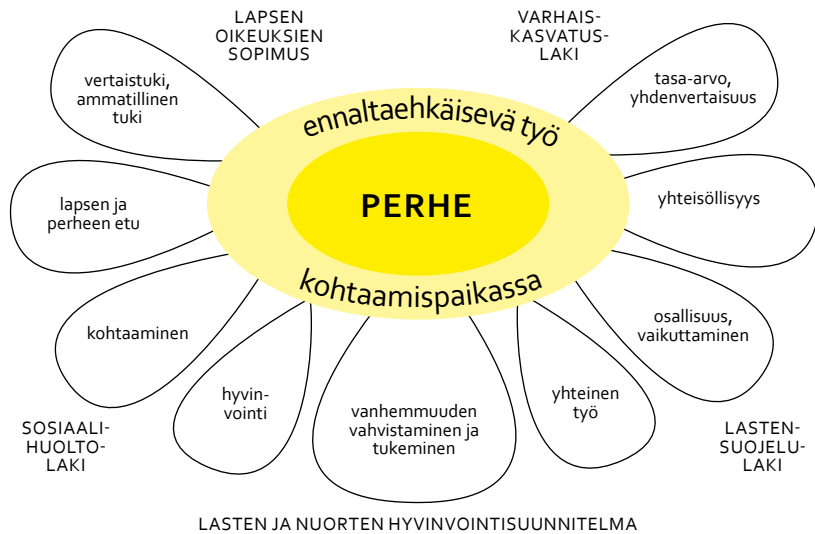 LAPSEN
OIKEUKSIEN
SOPIMUS
VARHAIS-
KASVATUS-
LAKI
vertaistuki,
ammatillinen
tuki
tasa-arvo,
yhdenvertaisuus
ennaltaehkäisevä työ
PERHE
kohtaamispaikassa
lapsen ja
perheen etu
yhteisöllisyys
kohtaaminen
osallisuus,
vaikuttaminen
hyvin-
vointi
vanhemmuuden
vahvistaminen ja
tukeminen
yhteinen
työ
SOSIAALI-
HUOLTO-
LAKI
LASTEN-
SUOJELU-
LAKI
LASTEN JA NUORTEN HYVINVOINTISUUNNITELMA